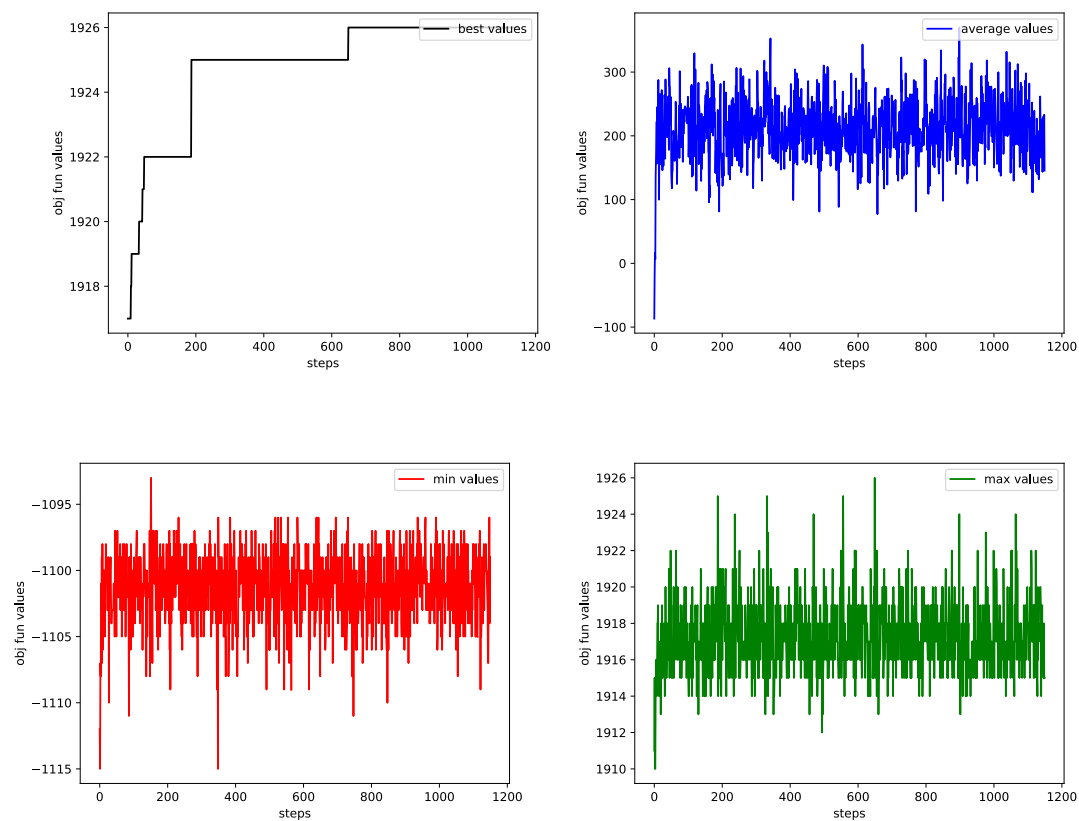 1926
1924
1922
1920
1918
obj fun values
best values
0 200 400 600 800 1000 1200
steps
300
200
100
0
−100
obj fun values
average values
0 200 400 600 800 1000 1200
steps
−1095
−1100
−1105
−1110
−1115
obj fun values
min values
0 200 400 600 800 1000 1200
steps
1926
1924
1922
1920
1918
1916
1914
1912
1910
obj fun values
max values
0 200 400 600 800 1000 1200
steps